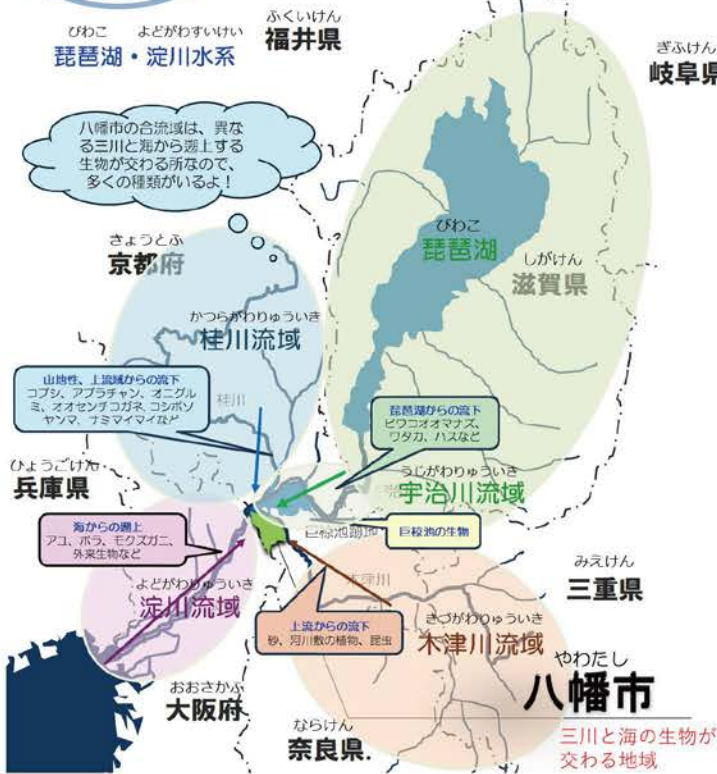 びわこ よどがわすいけい
琵琶湖・淀川水系
ふくいけん
福井県
ぎふけん
岐阜県
八幡市の合流域は、異な
る三川と海から遡上する
生物が交わる所なので、
多くの種類がいるよ！
びわこ
琵琶湖
しがけん
滋賀県
きょうとふ
京都府
かつらがわりゅういき
桂川流域
山地性、上流域からの流下
コブシ、アブラチャン、オニグル
ミ、オオセンチコガネ、コシボソ
ヤンマ、ナミマイマイなど
桂川
琵琶湖からの流下
ビワコオオマナズ、
ワタカ、ハスなど
ひょうごけん
兵庫県
うじがわりゅういき
宇治川流域
海からの遡上
アユ、ボラ、モクズガニ、
外来生物など
巨椋池跡地
巨椋池の生物
よどがわりゅういき
淀川流域
木津川
みえけん
三重県
上流からの流下
砂、河川敷の植物、昆虫
きづがわりゅういき
木津川流域
やわたし
八幡市
おおさかふ
大阪府
ならけん
奈良県.
三川と海の生物が
交わる地域